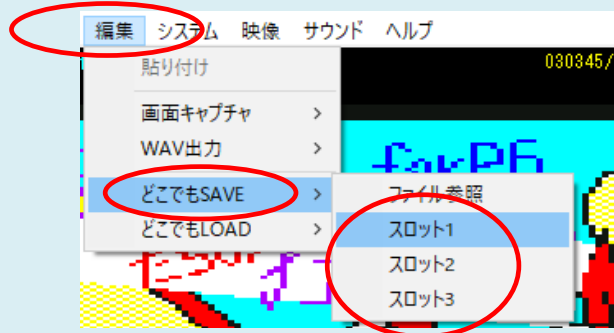 編集 システム 映像 サウンド ヘルプ
貼り付け
030345/
画面キャプチャ >
WAV出力 >
for P6
どこでもSAVE >
ファイル参照
どこでもLOAD >
スロット1
スロット2
スロット3